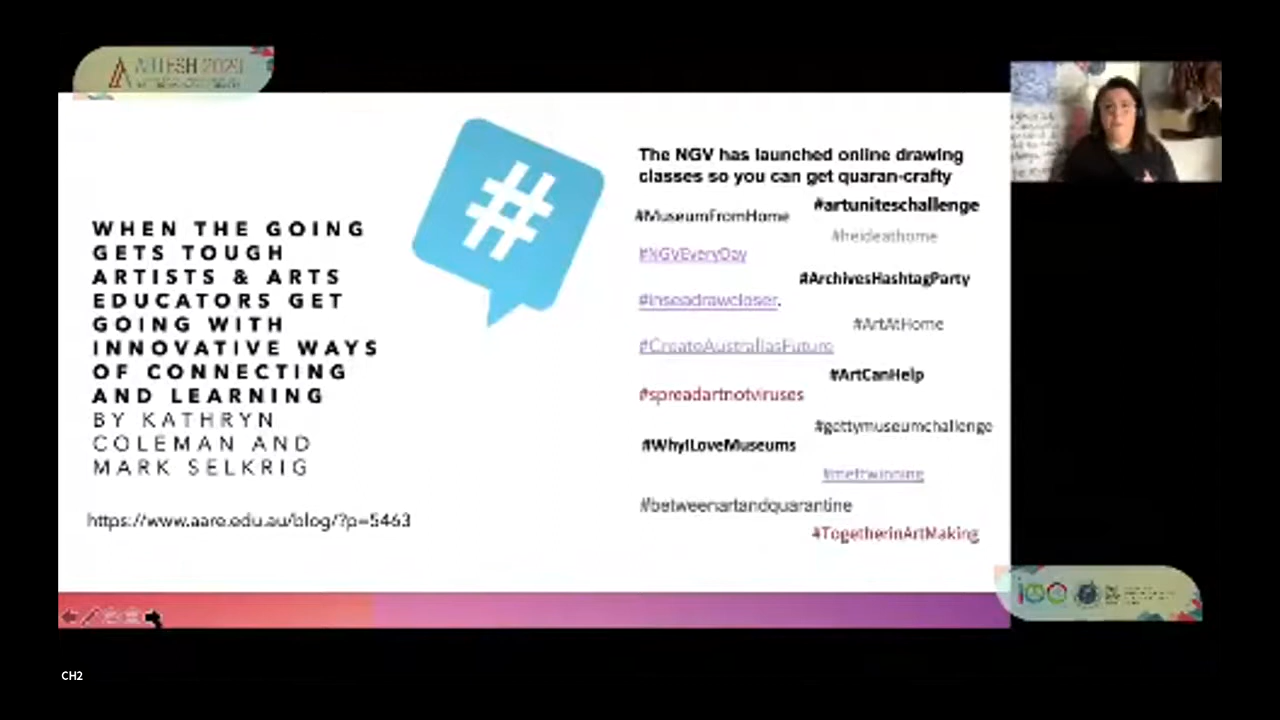 ARTESH 2020
WHEN THE GOING
GETS TOUGH
ARTISTS & ARTS
EDUCATORS GET
GOING WITH
INNOVATIVE WAYS
OF CONNECTING
AND LEARNING
BY KATHRYN
COLEMAN AND
MARK SELKRIG
https://www.aare.edu.au/blog/?p=5463
#
The NGV has launched online drawing
classes so you can get quaran-crafty
#MuseumFromHome
#artuniteschallenge
#heideathome
#NGVEveryDay
#ArchivesHashtagParty
#inseadrawcloser.
#ArtAtHome
#CreateAustraliasFuture
#ArtCanHelp
#spreadartnotviruses
#gettymuseumchallenge
#WhyILoveMuseums
#mettwinning
#betweenartandquarantine
#TogetherinArtMaking
CH2